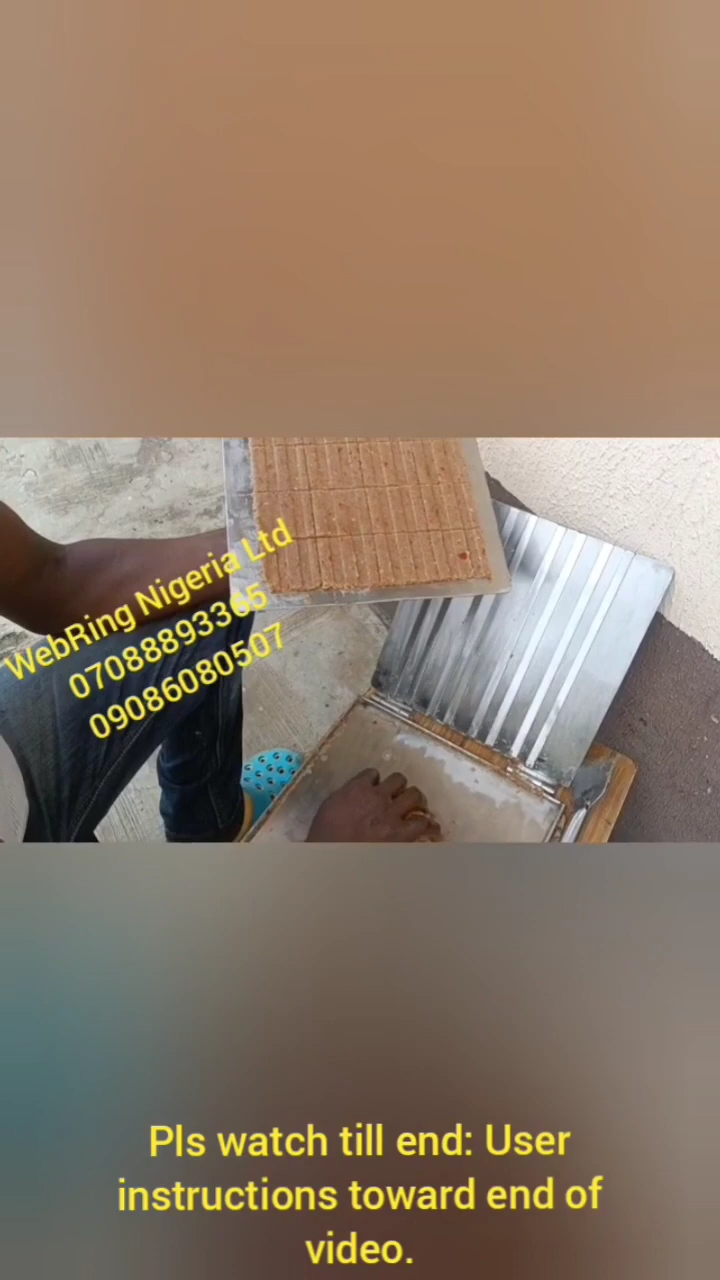 WebRing Nigeria Ltd
07088893365
09086080507
Pls watch till end: User
instructions toward end of
video.